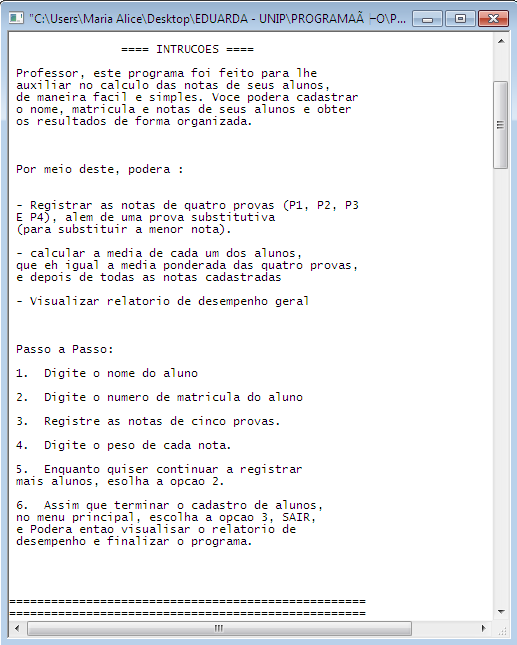 "C:\Users\Maria Alice\Desktop\EDUARDA - UNIP\PROGRAMAÃ├O\P...
==== INTRUCOES ====
Professor, este programa foi feito para lhe
auxiliar no calculo das notas de seus alunos,
de maneira facil e simples. Voce podera cadastrar
o nome, matricula e notas de seus alunos e obter
os resultados de forma organizada.
Por meio deste, podera :
- Registrar as notas de quatro provas (P1, P2, P3
E P4), alem de uma prova substitutiva
(para substituir a menor nota).
- calcular a media de cada um dos alunos,
que eh igual a media ponderada das quatro provas,
e depois de todas as notas cadastradas
- Visualizar relatorio de desempenho geral
Passo a Passo:
1.  Digite o nome do aluno
2.  Digite o numero de matricula do aluno
3.  Registre as notas de cinco provas.
4.  Digite o peso de cada nota.
5.  Enquanto quiser continuar a registrar
mais alunos, esolha a opcao 2.
6.  Assim que terminar o cadastro de alunos,
no menu principal, escolha a opcao 3, SAIR,
e Podera entao visualisar o relatorio de
desempenho e finalizar o programa.
===================================================
===================================================